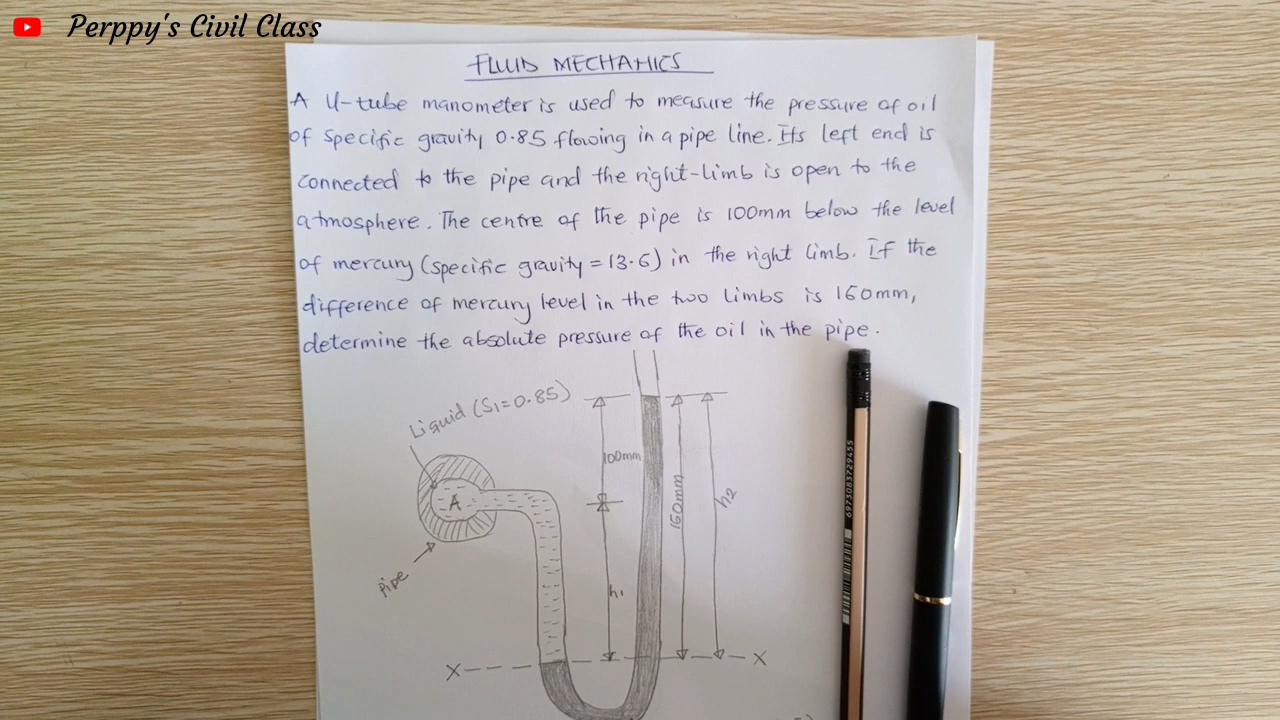 Perppy's Civil Class
FLUID MECHANICS
A U-tube manometer is used to measure the pressure of oil
of specific gravity 0.85 flowing in a pipe line. Its left end is
connected to the pipe and the right-limb is open to the
atmosphere. The centre of the pipe is 100mm below the level
of mercury (specific gravity = 13.6) in the right limb. If the
difference of mercury level in the two limbs is 160mm,
determine the absolute pressure of the oil in the pipe.
Liquid (S1=0.85)
100mm
A
160mm
h2
6973083729455
Pipe
h1
X
X